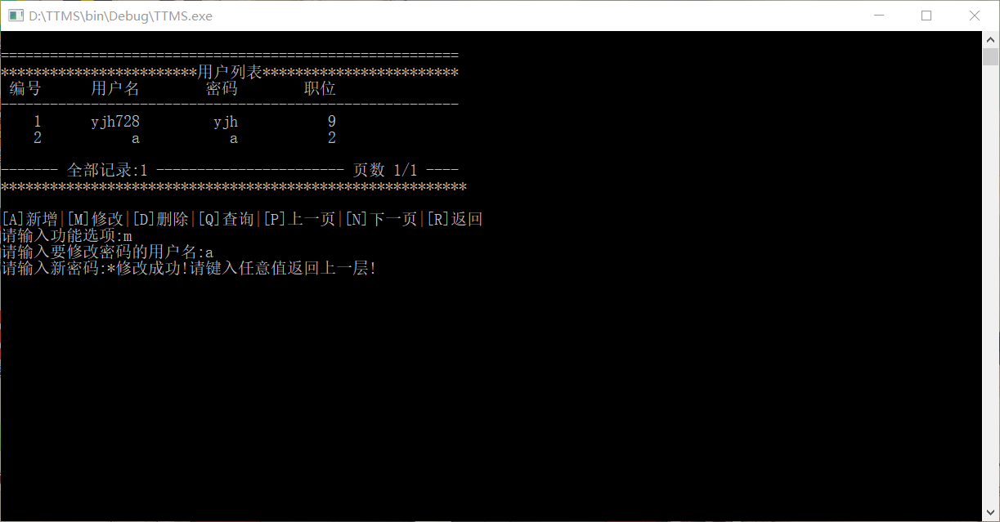 D:\TTMS\bin\Debug\TTMS.exe
========================================================
************************用户列表************************
编号 用户名 密码 职位
--------------------------------------------------------
1 yjh728 yjh 9
2 a a 2
------- 全部记录:1 ----------------------- 页数 1/1 ----
*********************************************************
[A]新增|[M]修改|[D]删除|[Q]查询|[P]上一页|[N]下一页|[R]返回
请输入功能选项:m
请输入要修改密码的用户名:a
请输入新密码:*修改成功!请键入任意值返回上一层!